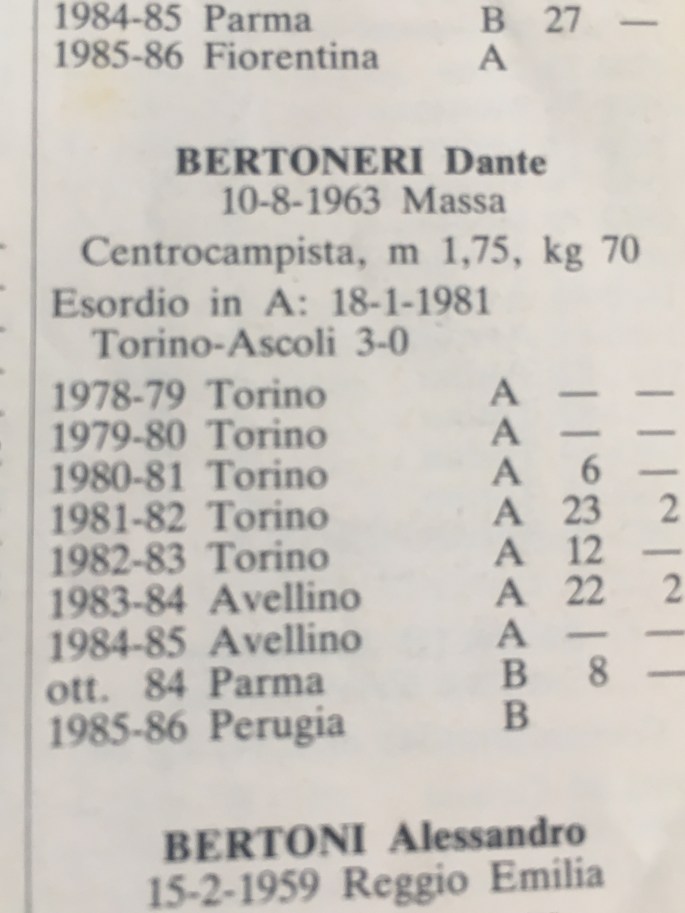 1984-85 Parma B 27 —
1985-86 Fiorentina A
BERTONERI Dante
10-8-1963 Massa
Centrocampista, m 1,75, kg 70
Esordio in A: 18-1-1981
Torino-Ascoli 3-0
1978-79 Torino A — —
1979-80 Torino A — —
1980-81 Torino A 6 —
1981-82 Torino A 23 2
1982-83 Torino A 12 —
1983-84 Avellino A 22 2
1984-85 Avellino A — —
ott. 84 Parma B 8 —
1985-86 Perugia B
BERTONI Alessandro
15-2-1959 Reggio Emilia